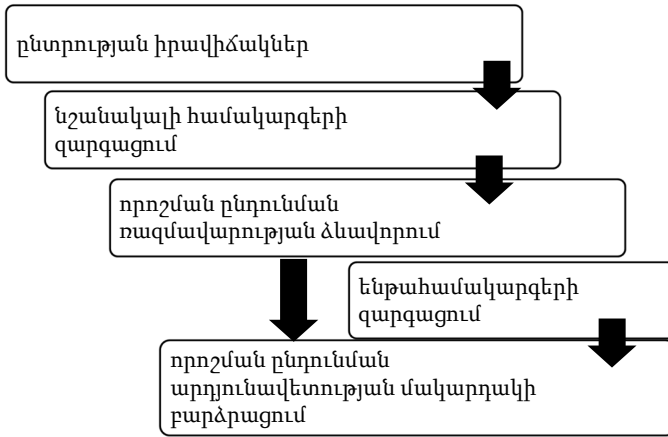 ընտրության իրավիճակներ
նշանակալի համակարգերի
զարգացում
որոշման ընդունման
ռազմավարության ձևավորում
ենթահամակարգերի
զարգացում
որոշման ընդունման
արդյունավետության մակարդակի
բարձրացում